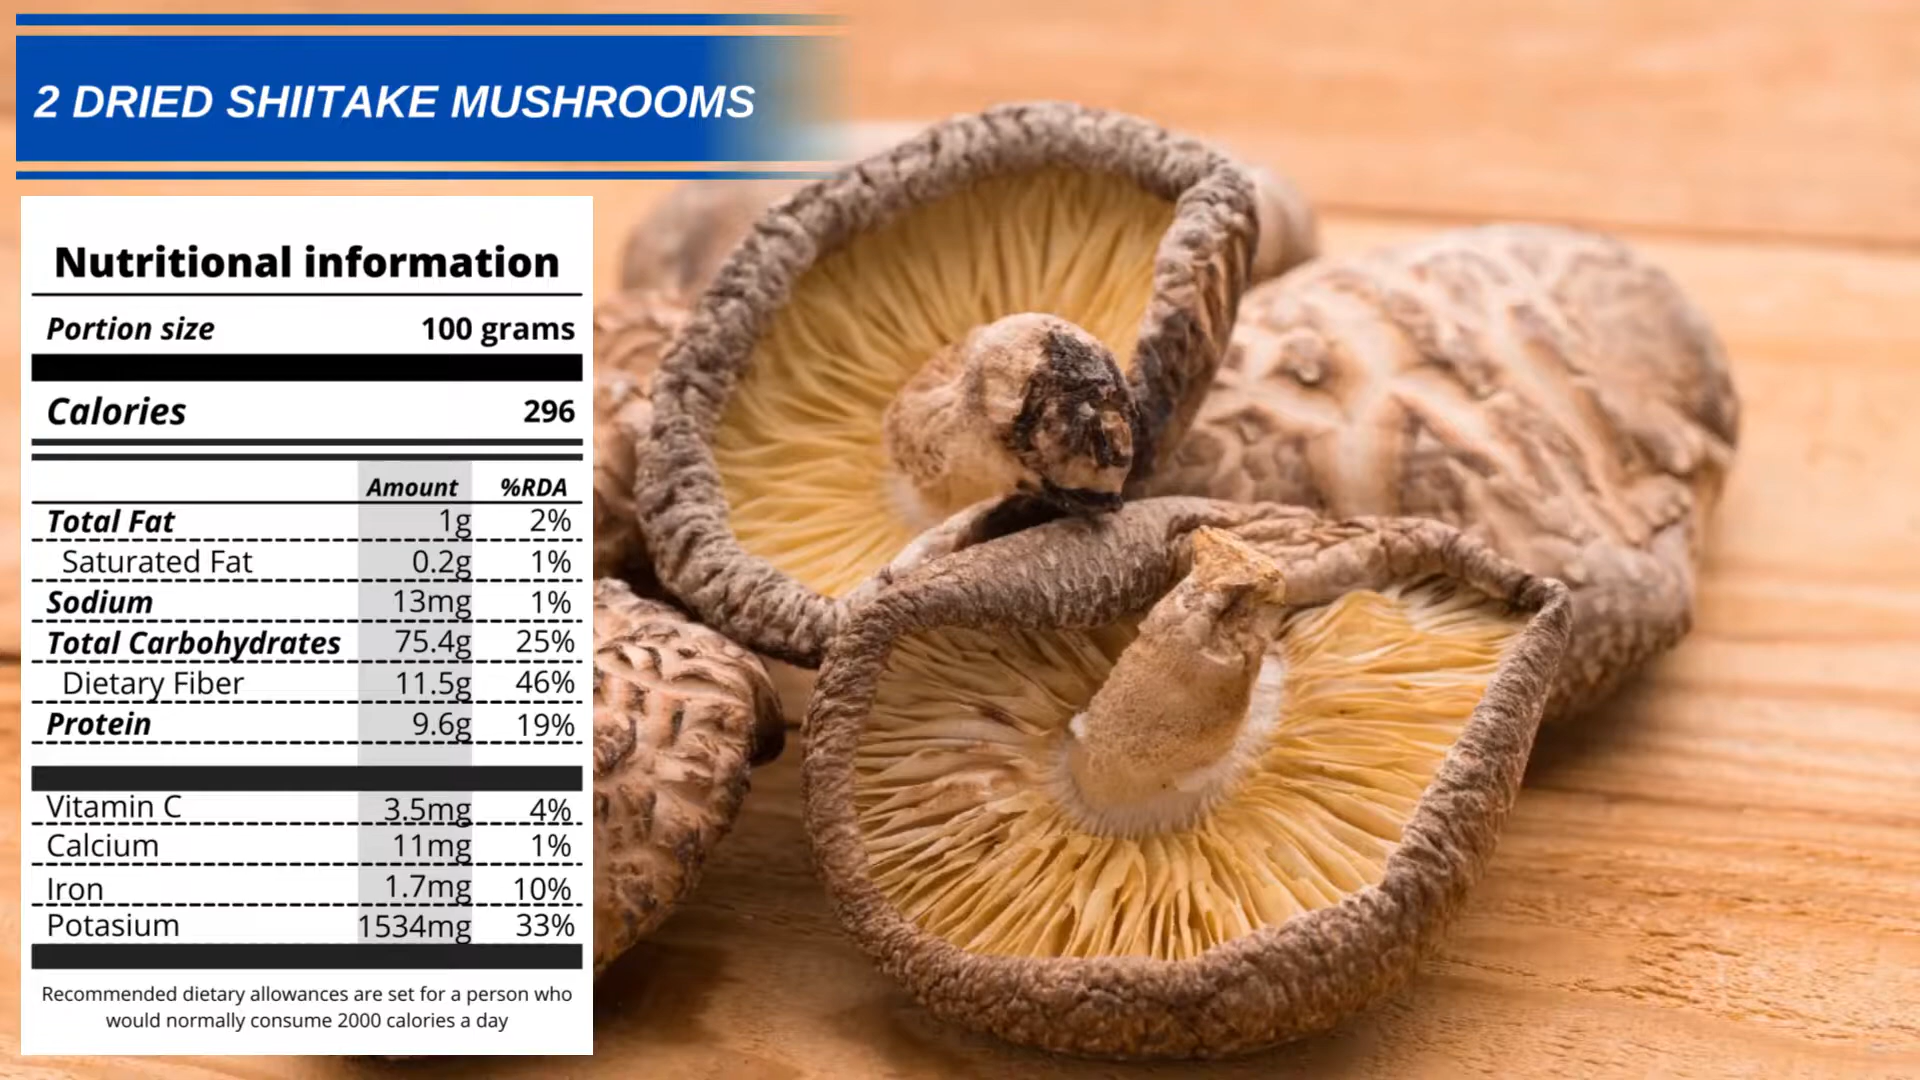 2 DRIED SHIITAKE MUSHROOMS
Nutritional information
Portion size 100 grams
Calories 296
Amount %RDA
Total Fat 1g 2%
Saturated Fat 0.2g 1%
Sodium 13mg 1%
Total Carbohydrates 75.4g 25%
Dietary Fiber 11.5g 46%
Protein 9.6g 19%
Vitamin C 3.5mg 4%
Calcium 11mg 1%
Iron 1.7mg 10%
Potasium 1534mg 33%
Recommended dietary allowances are set for a person who
would normally consume 2000 calories a day